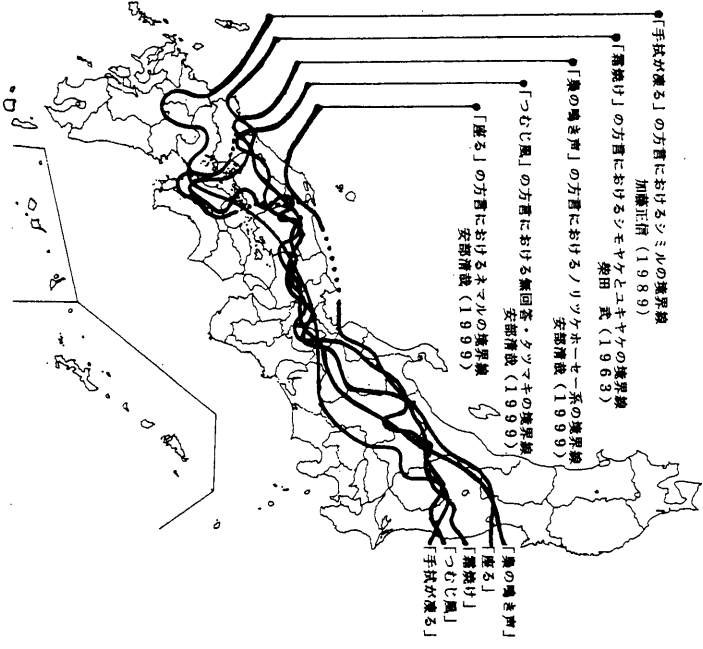 「手拭が凍る」の方言におけるシミルの境界線
加藤正信（1989）
「霜焼け」の方言におけるシモヤケとユキヤケの境界線
柴田 武（1963）
「梟の鳴き声」の方言におけるノリツケホーセー系の境界線
安部清哉（1999）
「つむじ風」の方言における無回答・タツマキの境界線
安部清哉（1999）
「座る」の方言におけるネマルの境界線
安部清哉（1999）
「梟の鳴き声」
「座る」
「霜焼け」
「つむじ風」
「手拭が凍る」